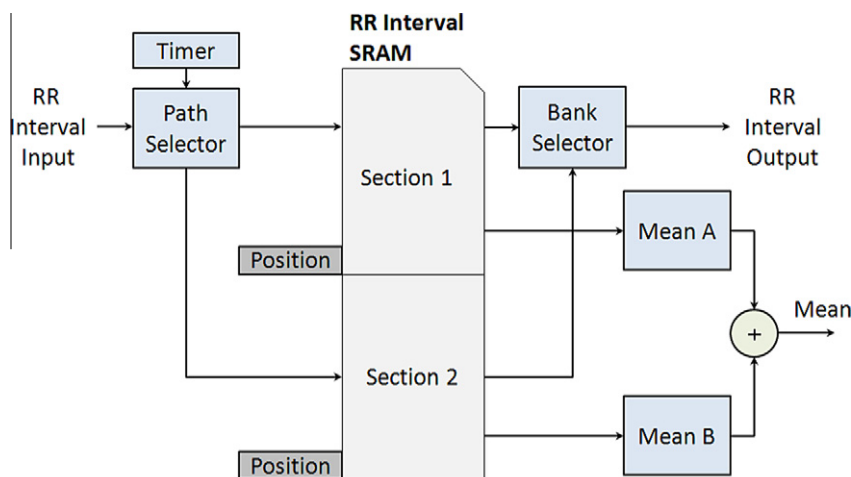 RR Interval
SRAM
Timer
RR
Interval
Input
Path
Selector
Bank
Selector
RR
Interval
Output
Section 1
Mean A
Position
Mean
+
Section 2
Mean B
Position